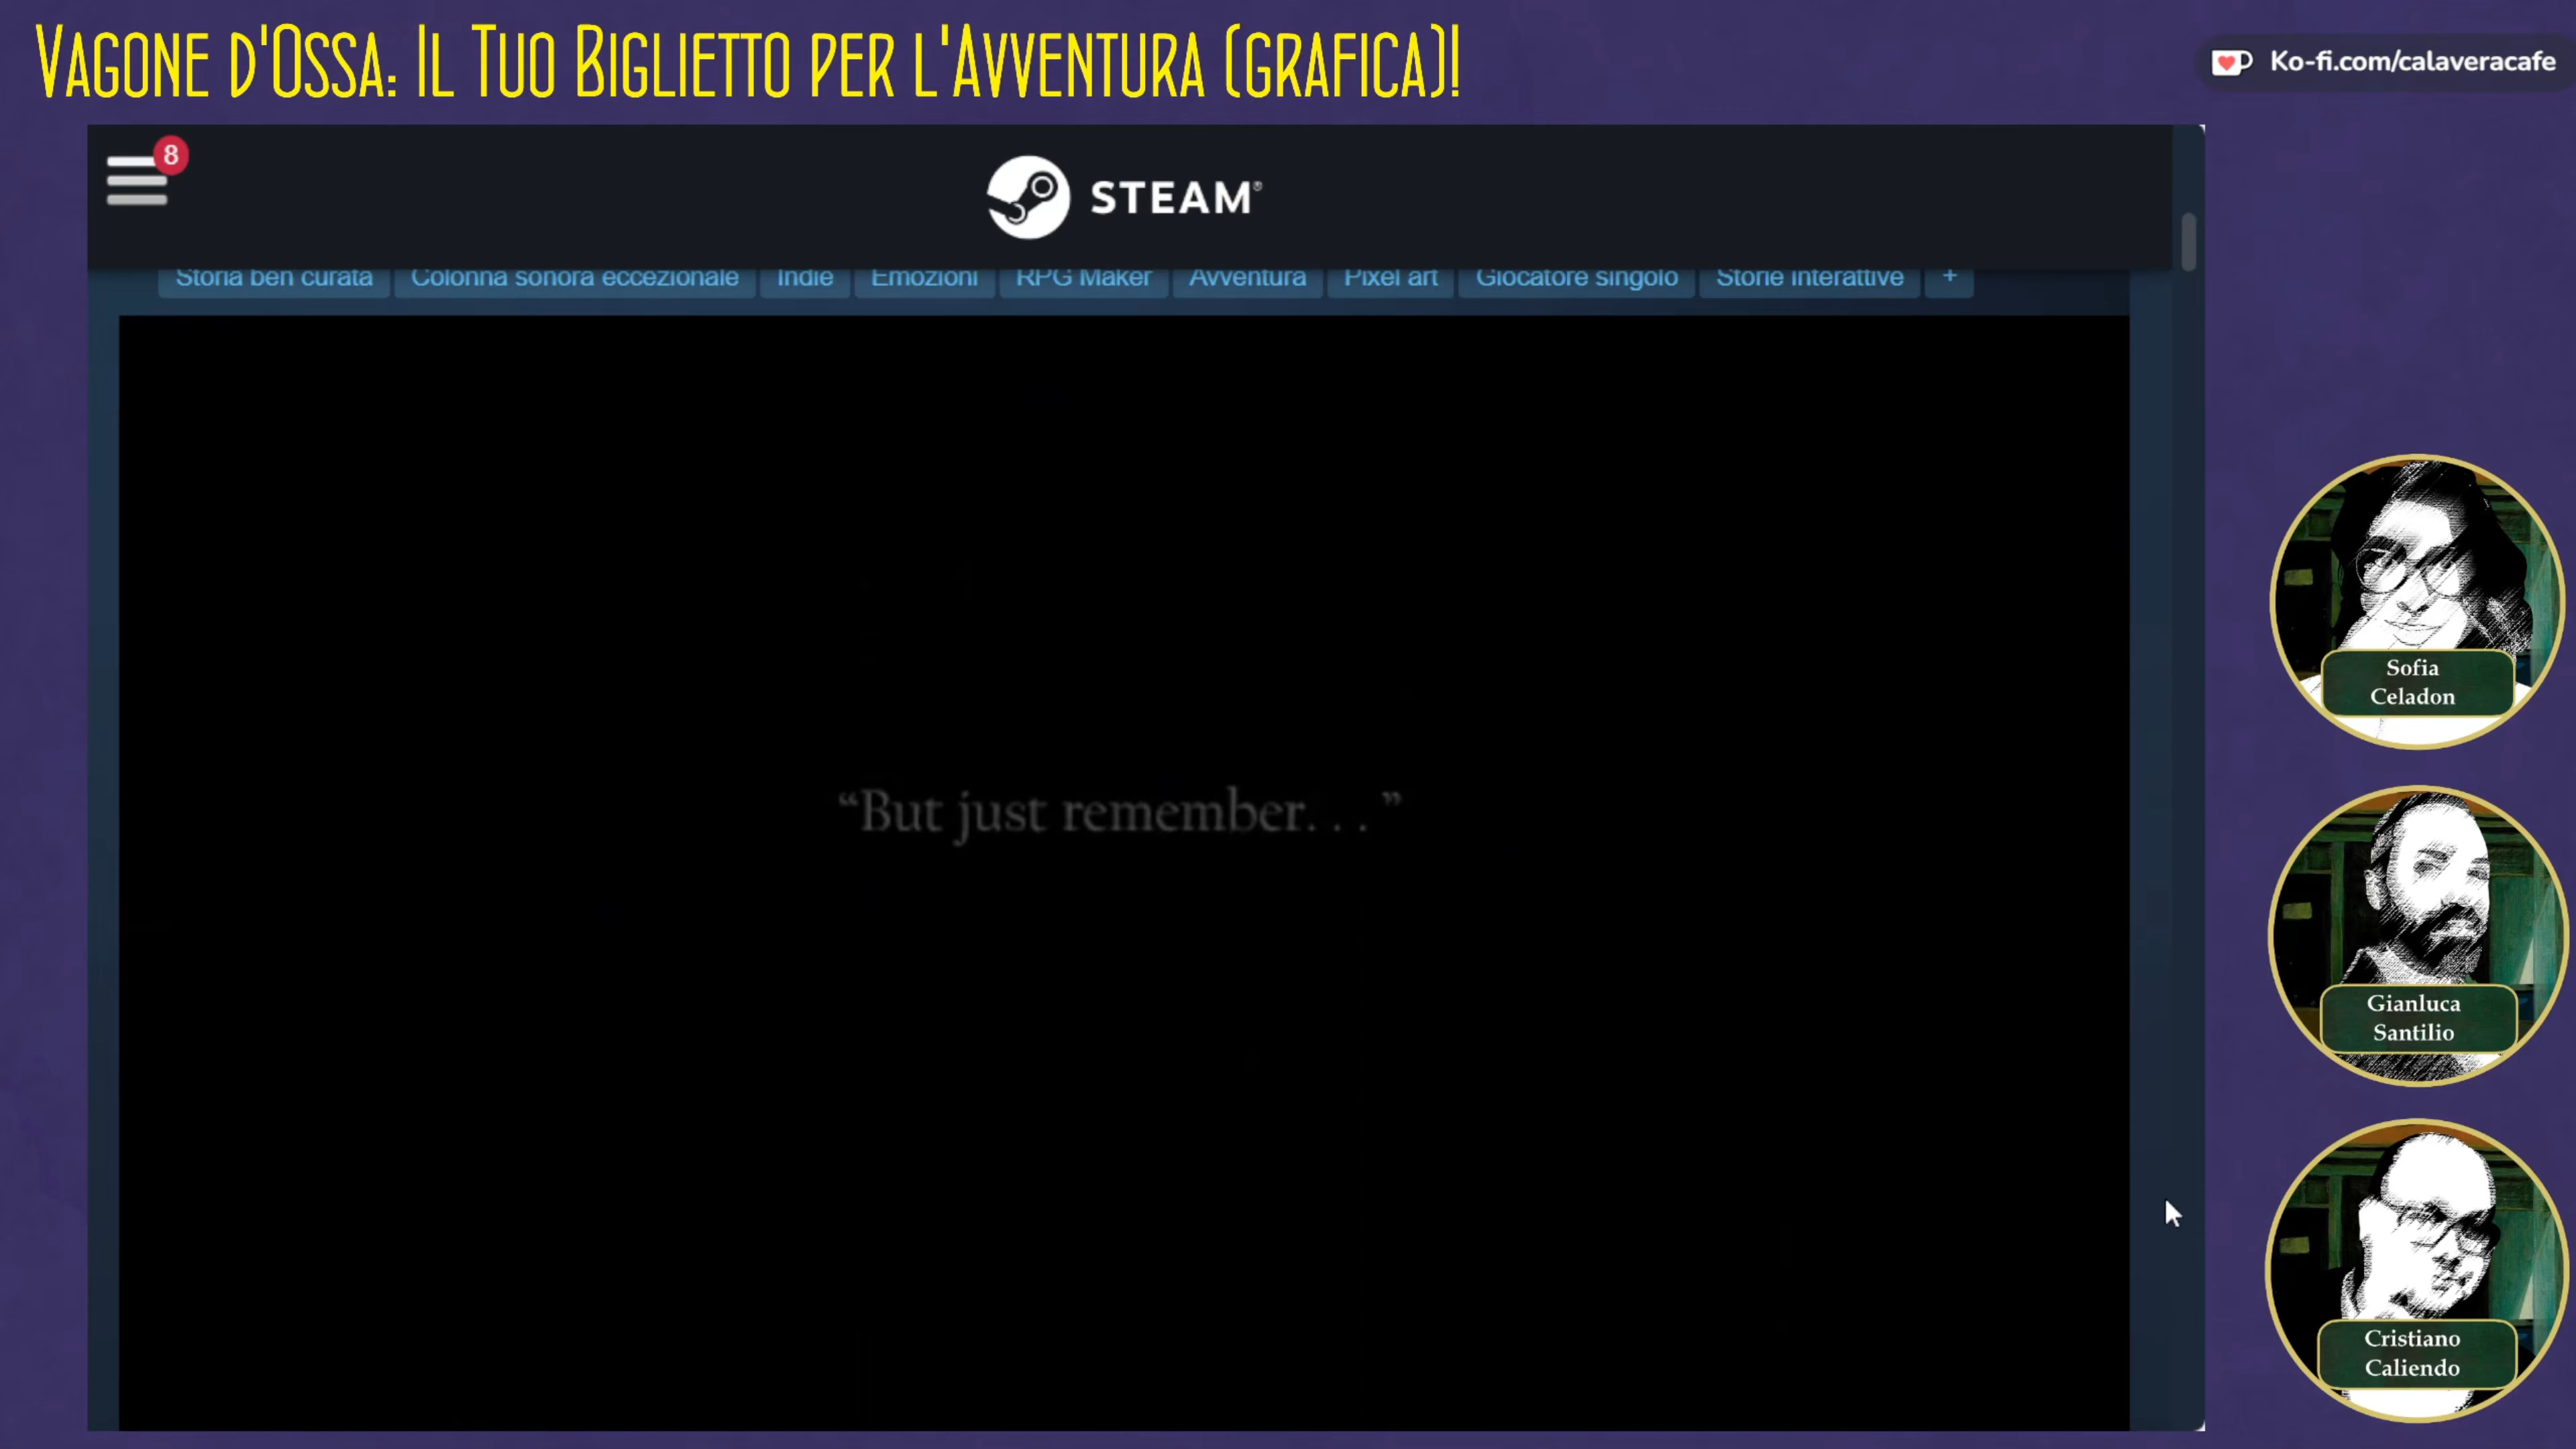 VAGONE D'OSSA: IL TUO BIGLIETTO PER L'AVVENTURA (GRAFICA)!
Ko-fi.com/calaveracafe
8
STEAM®
Storia ben curata Colonna sonora eccezionale Indie Emozioni RPG Maker Avventura Pixel art Giocatore singolo Storie interattive +
“But just remember. . . ”
Sofia
Celadon
Gianluca
Santilio
Cristiano
Caliendo